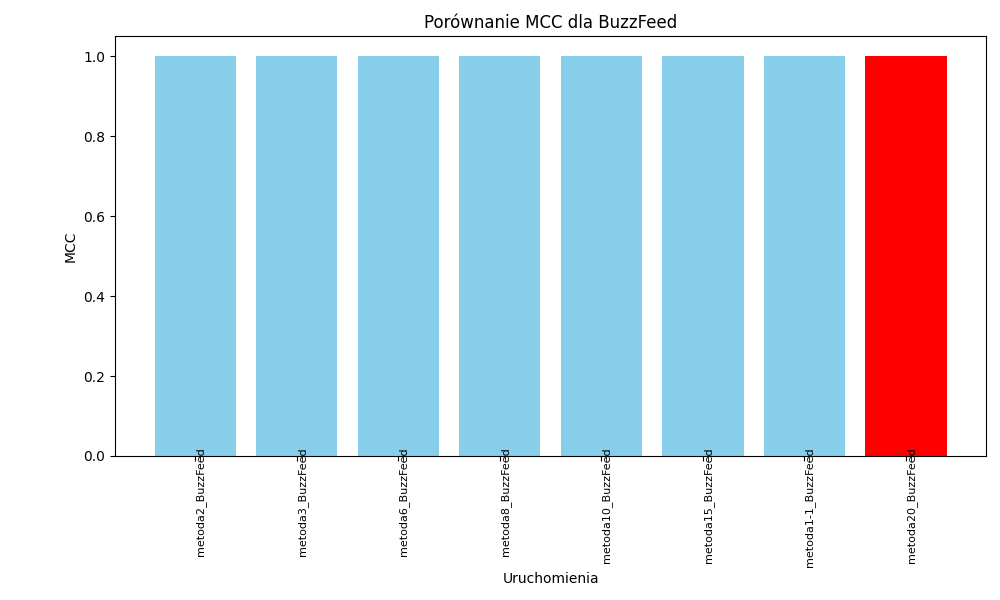 Porównanie MCC dla BuzzFeed
MCC
1.0
0.8
0.6
0.4
0.2
0.0
metoda2_BuzzFeed
metoda3_BuzzFeed
metoda6_BuzzFeed
metoda8_BuzzFeed
metoda10_BuzzFeed
metoda15_BuzzFeed
metoda1-1_BuzzFeed
metoda20_BuzzFeed
Uruchomienia